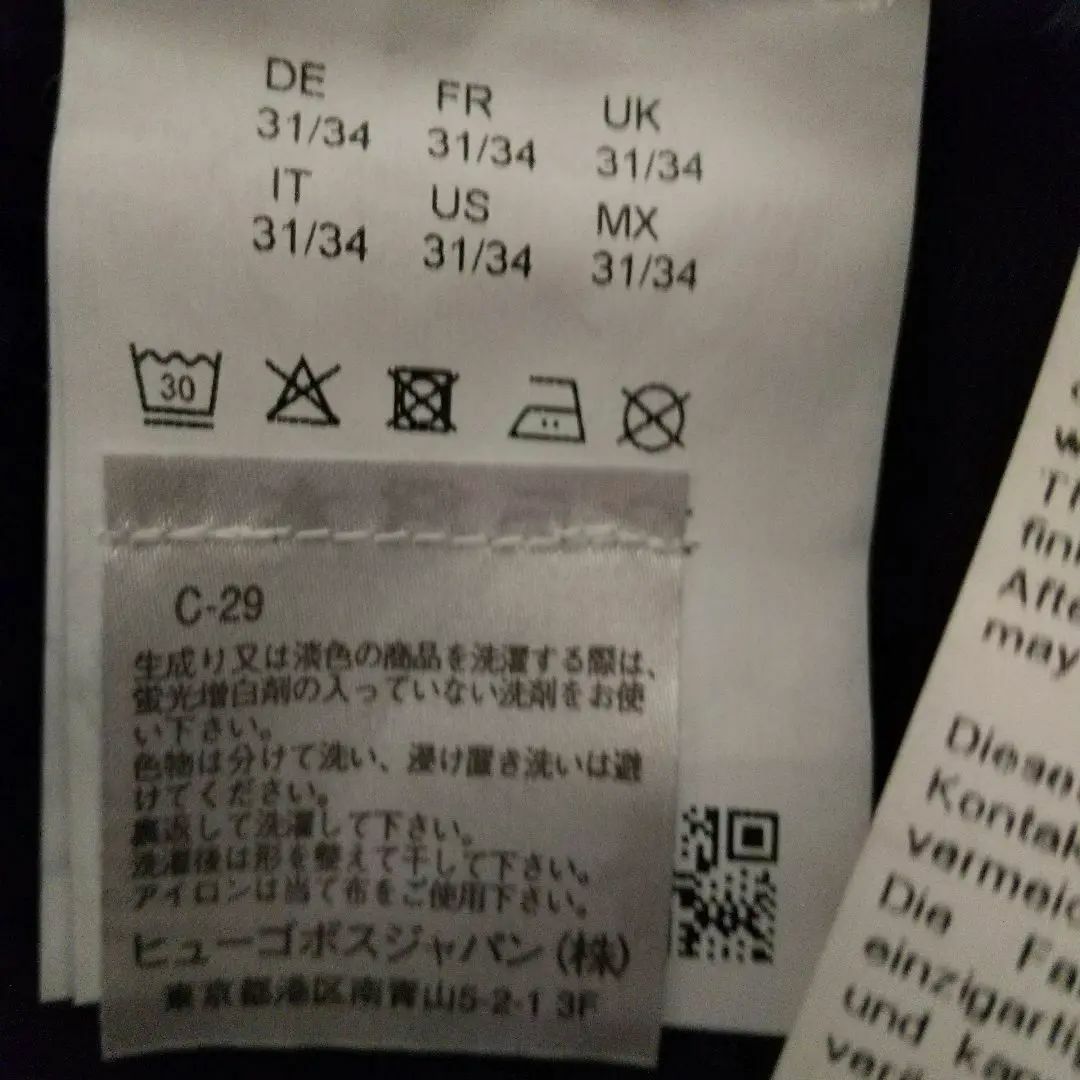 DE FR UK
31/34 31/34 31/34
IT US MX
31/34 31/34 31/34
30
C-29
生成り又は淡色の商品を洗濯する際は、
蛍光増白剤の入っていない洗剤をお使
い下さい。
色物は分けて洗い、浸け置き洗いは避
けてください。
裏返して洗濯して下さい。
洗濯後は形を整えて干して下さい。
アイロンは当て布をご使用下さい。
ヒューゴボスジャパン(株)
東京都港区南青山5-2-1 3F
may
Kontak
Die Fa
und